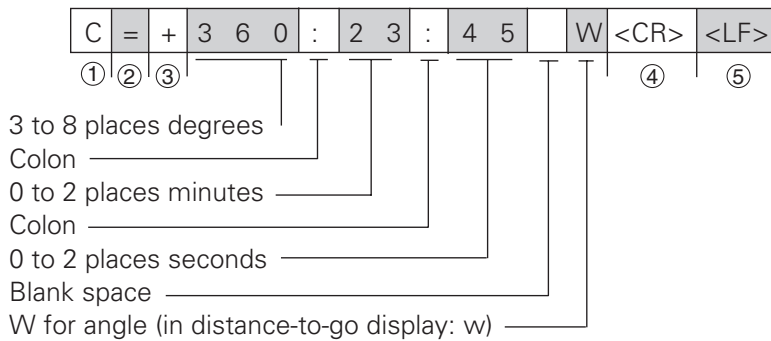 C = + 3 6 0 : 2 3 : 4 5 W <CR> <LF>
① ② ③ ④ ⑤
3 to 8 places degrees
Colon
0 to 2 places minutes
Colon
0 to 2 places seconds
Blank space
W for angle (in distance-to-go display: w)